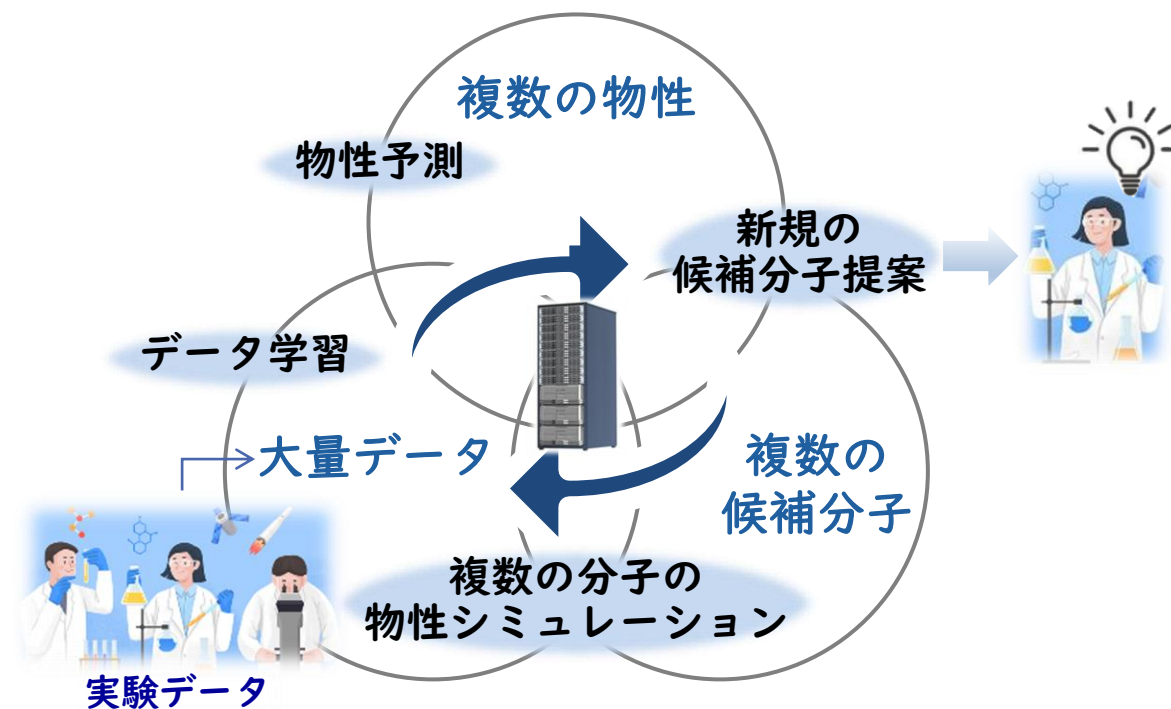 複数の物性
物性予測
新規の
候補分子提案
データ学習
大量データ
複数の
候補分子
複数の分子の
物性シミュレーション
実験データ